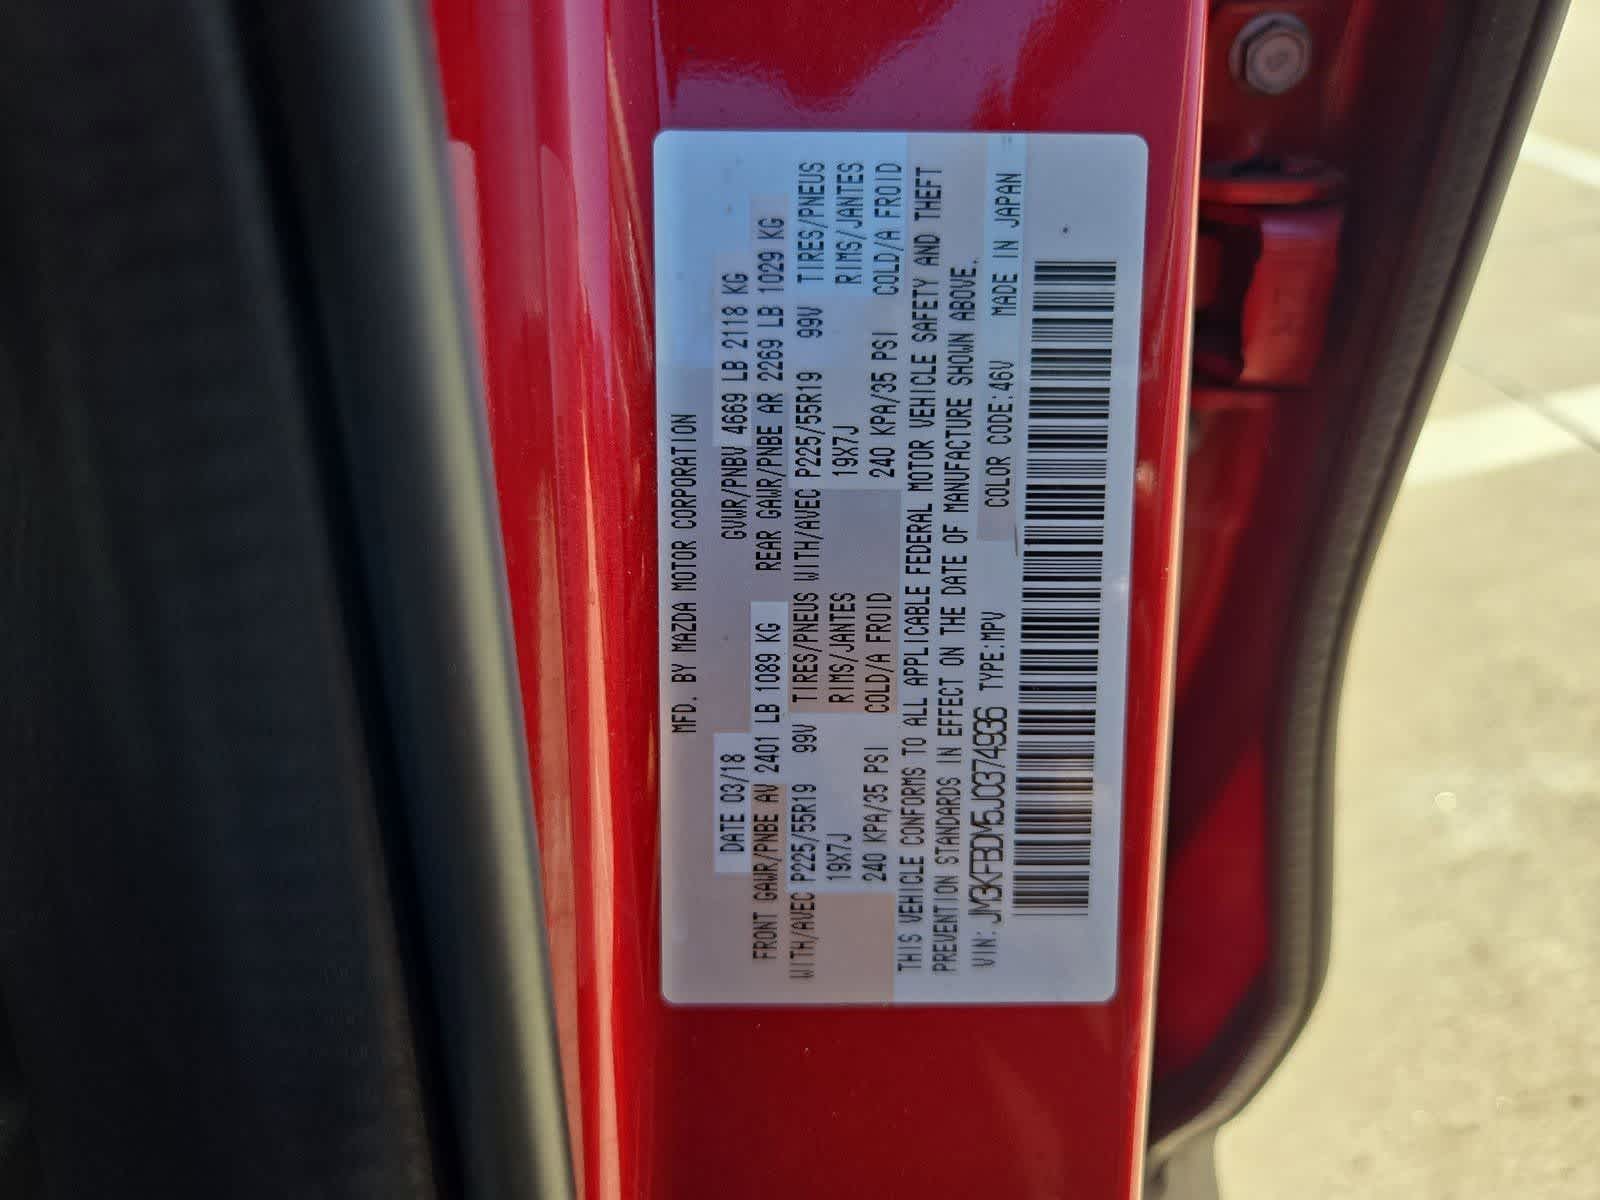 MFD. BY MAZDA MOTOR CORPORATION
DATE 03/18 GVWR/PNBV 4669 LB 2118 KG
FRONT GAWR/PNBE AV 2401 LB 1089 KG REAR GAWR/PNBE AR 2269 LB 1029 KG
WITH/AVEC P225/55R19 99V TIRES/PNEUS WITH/AVEC P225/55R19 99V TIRES/PNEUS
19X7J RIMS/JANTES 19X7J RIMS/JANTES
240 KPA/35 PSI COLD/A FROID 240 KPA/35 PSI COLD/A FROID
THIS VEHICLE CONFORMS TO ALL APPLICABLE FEDERAL MOTOR VEHICLE SAFETY AND THEFT
PREVENTION STANDARDS IN EFFECT ON THE DATE OF MANUFACTURE SHOWN ABOVE.
VIN: JM3KFBDM5J0374936 TYPE:MPV COLOR CODE:46V MADE IN JAPAN